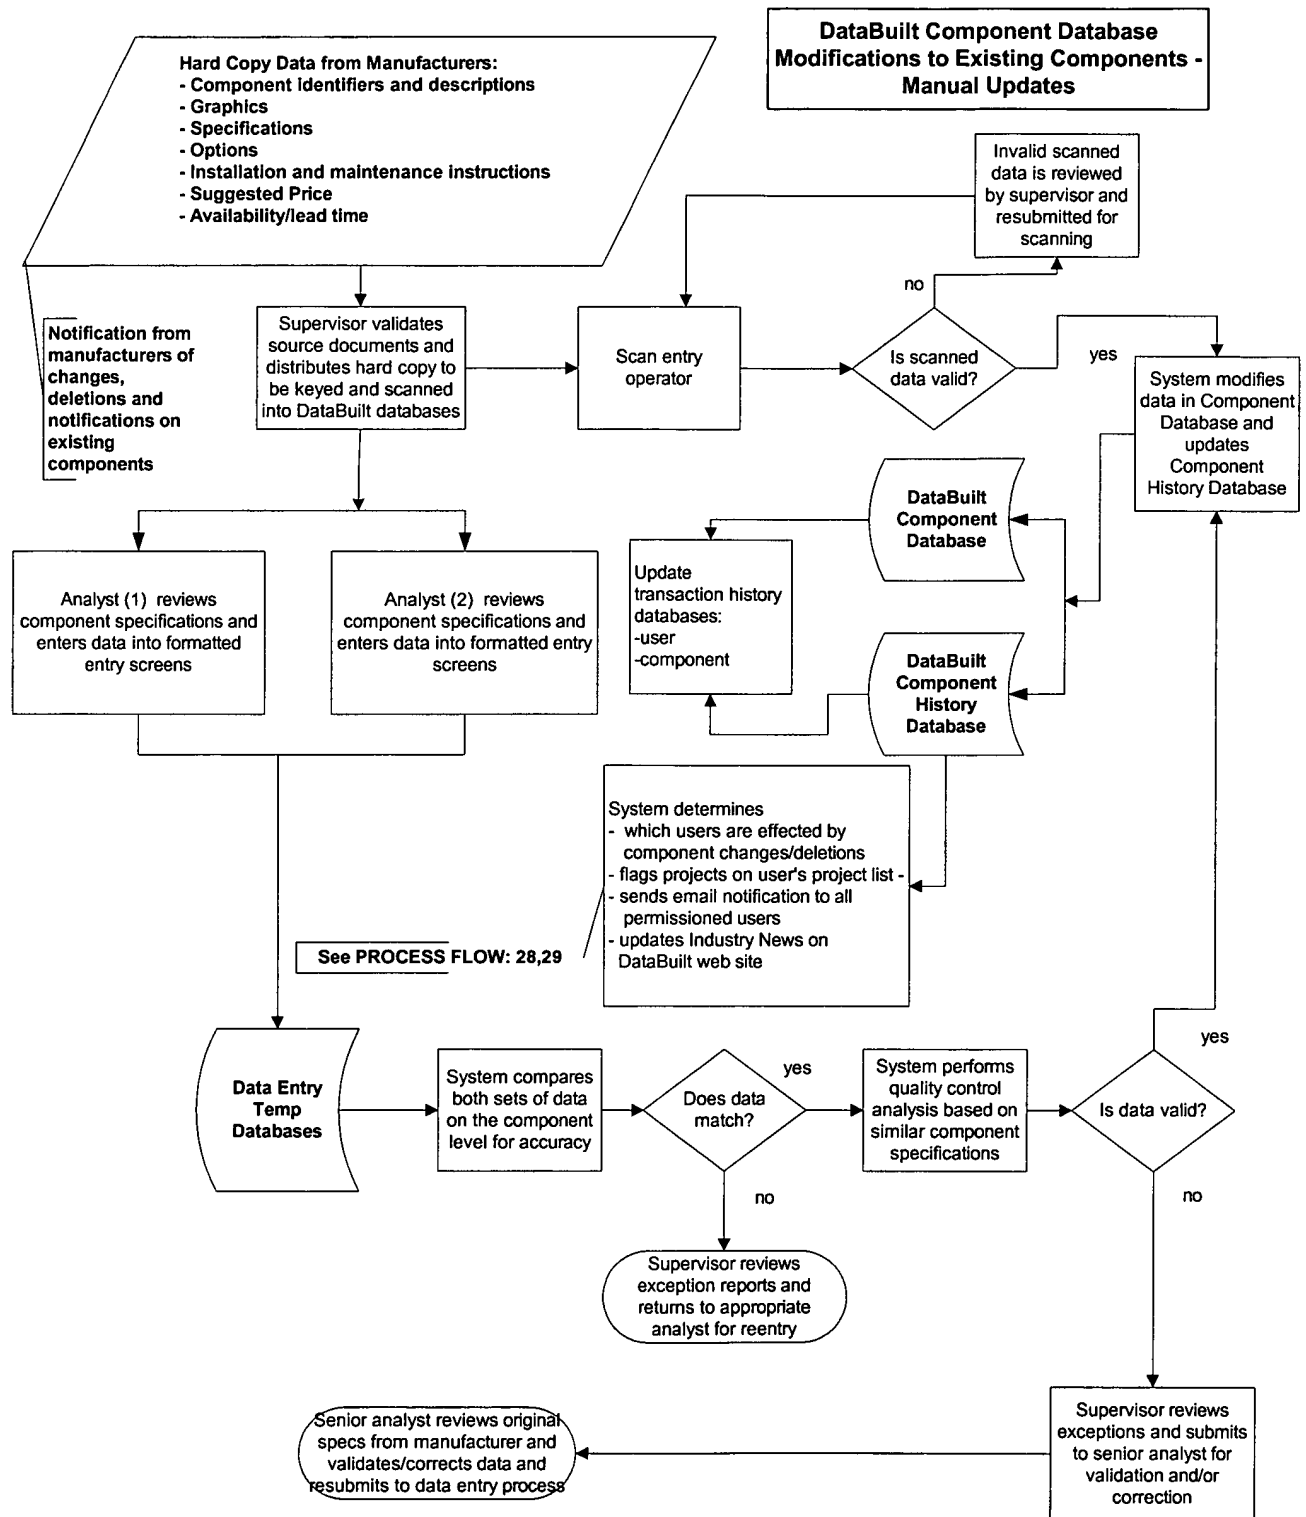 DataBuilt Component Database
Modifications to Existing Components -
Manual Updates
Hard Copy Data from Manufacturers:
- Component identifiers and descriptions
- Graphics
- Specifications
- Options
- Installation and maintenance instructions
- Suggested Price
- Availability/lead time
Invalid scanned
data is reviewed
by supervisor and
resubmitted for
scanning
no
Notification from
manufacturers of
changes,
deletions and
notifications on
existing
components
Supervisor validates
source documents and
distributes hard copy to
be keyed and scanned
into DataBuilt databases
Scan entry
operator
Is scanned
data valid?
yes
System modifies
data in Component
Database and
updates
Component
History Database
DataBuilt
Component
Database
Update
transaction history
databases:
-user
-component
DataBuilt
Component
History
Database
Analyst (1) reviews
component specifications and
enters data into formatted
entry screens
Analyst (2) reviews
component specifications and
enters data into formatted entry
screens
System determines
- which users are effected by
component changes/deletions
- flags projects on user's project list -
- sends email notification to all
permissioned users
- updates Industry News on
DataBuilt web site
See PROCESS FLOW: 28,29
Data Entry
Temp
Databases
System compares
both sets of data
on the component
level for accuracy
Does data
match?
yes
no
System performs
quality control
analysis based on
similar component
specifications
Is data valid?
yes
no
Supervisor reviews
exception reports and
returns to appropriate
analyst for reentry
Supervisor reviews
exceptions and submits
to senior analyst for
validation and/or
correction
Senior analyst reviews original
specs from manufacturer and
validates/corrects data and
resubmits to data entry process